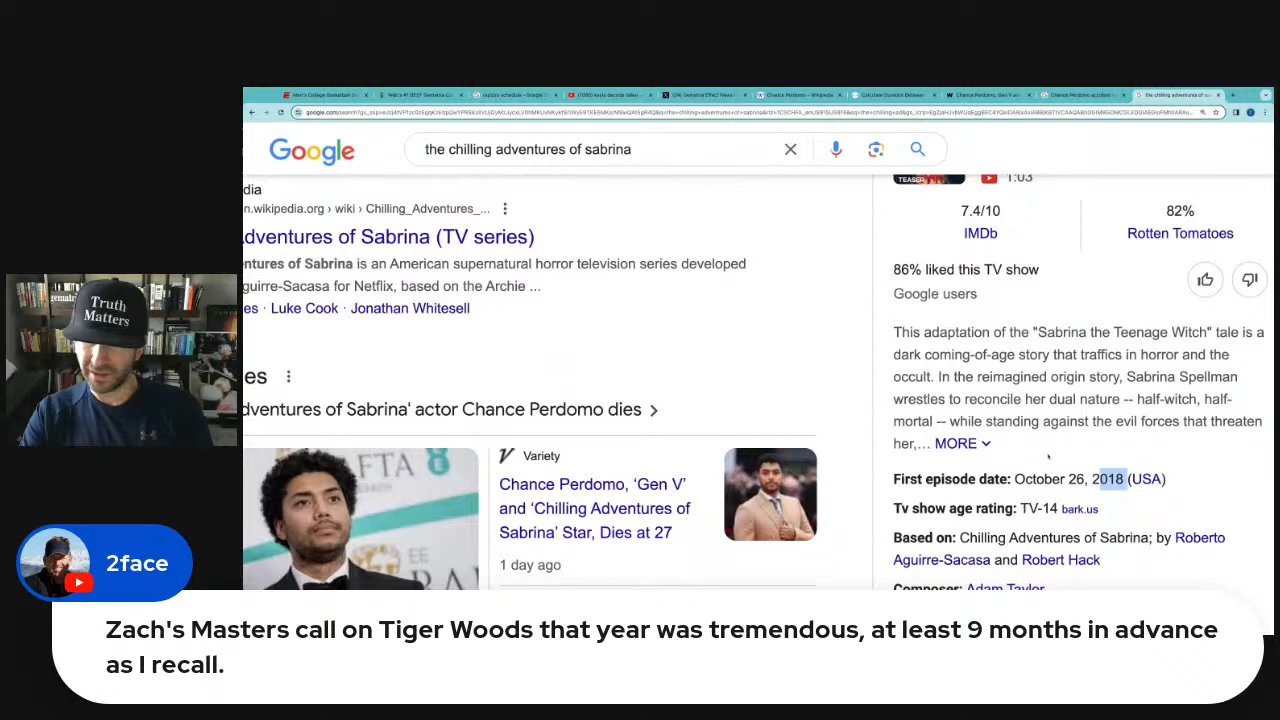 Google
the chilling adventures of sabrina
dia
n.wikipedia.org › wiki › Chilling_Adventures_...
dventures of Sabrina (TV series)
entures of Sabrina is an American supernatural horror television series developed
guirre-Sacasa for Netflix, based on the Archie ...
es · Luke Cook · Jonathan Whitesell
es
dventures of Sabrina' actor Chance Perdomo dies
Variety
Chance Perdomo, 'Gen V'
and 'Chilling Adventures of
Sabrina' Star, Dies at 27
1 day ago
TEASER
1:03
7.4/10
IMDb
82%
Rotten Tomatoes
86% liked this TV show
Google users
This adaptation of the "Sabrina the Teenage Witch" tale is a
dark coming-of-age story that traffics in horror and the
occult. In the reimagined origin story, Sabrina Spellman
wrestles to reconcile her dual nature -- half-witch, half-
mortal -- while standing against the evil forces that threaten
her,... MORE
First episode date: October 26, 2018 (USA)
Tv show age rating: TV-14 bark.us
Based on: Chilling Adventures of Sabrina; by Roberto
Aguirre-Sacasa and Robert Hack
Composer: Adam Taylor
Truth
Matters
2face
Zach's Masters call on Tiger Woods that year was tremendous, at least 9 months in advance
as I recall.